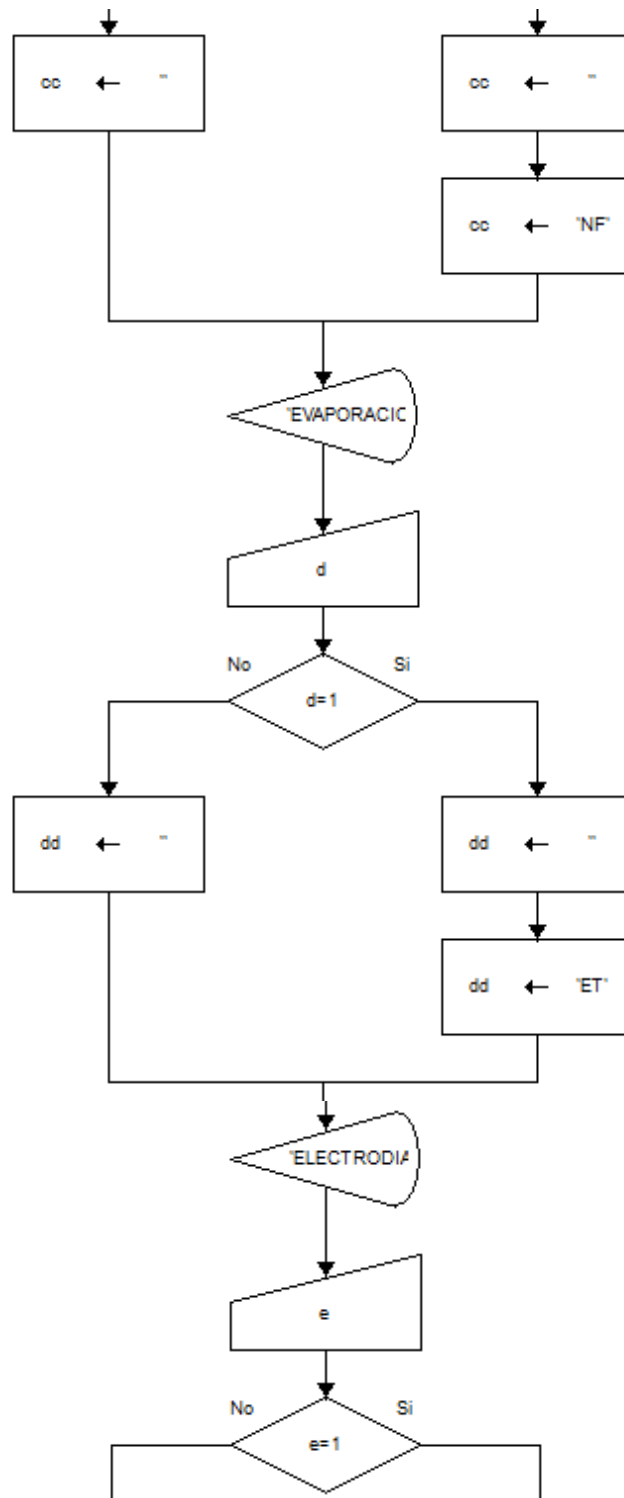 cc ← ""
cc ← ""
cc ← "NF"
"EVAPORACIC
d
No
Si
d=1
dd ← ""
dd ← ""
dd ← "ET"
"ELECTRODIA
e
No
Si
e=1